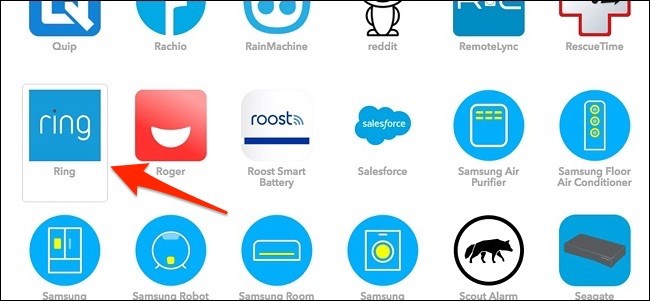 Quip Rachio RainMachine reddit RemoteLync RescueTime
ring roost salesforce
Ring Roger Roost Smart Battery Salesforce Samsung Air Purifier Samsung Floor Air Conditioner
Samsung Samsung Robot Samsung Room Samsung Scout Alarm Seagate